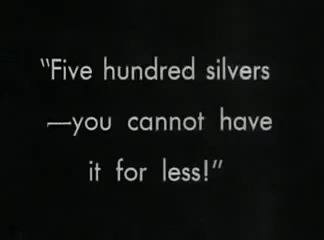 “Five hundred silvers
—you cannot have
it for less!”